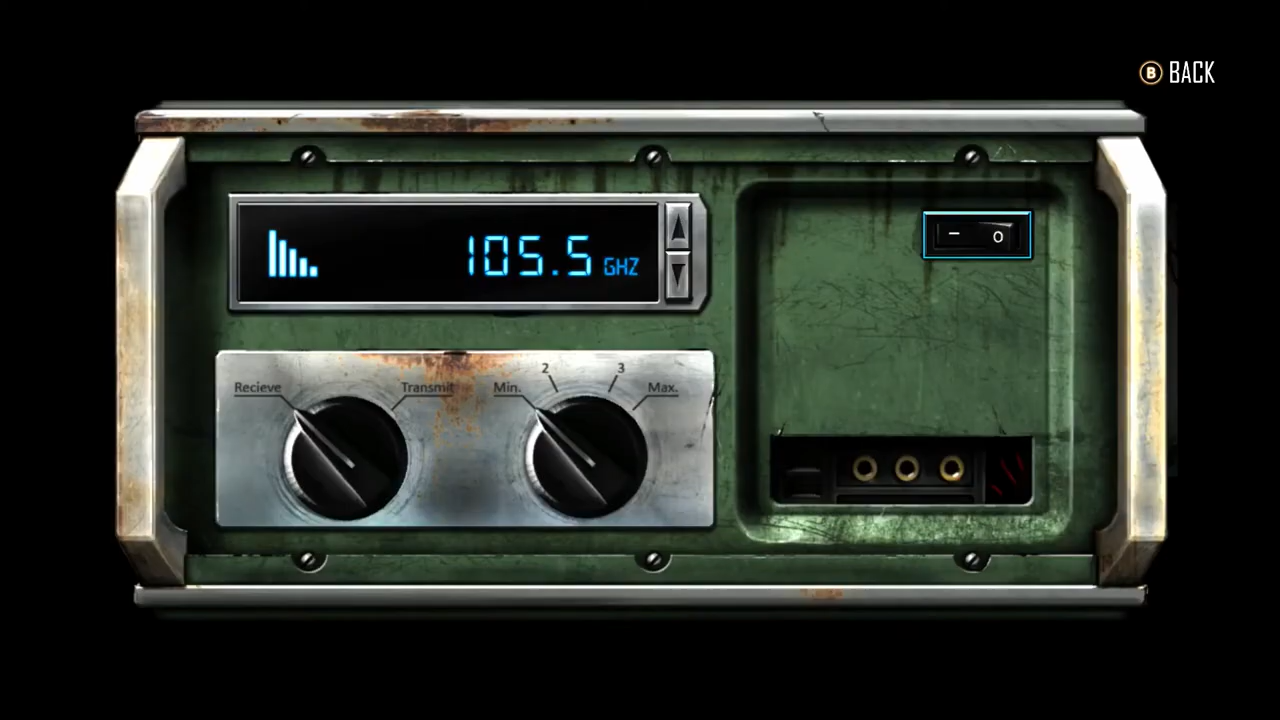 B BACK
105.5 GHZ
– O
2 3
Recieve Transmit Min. Max.